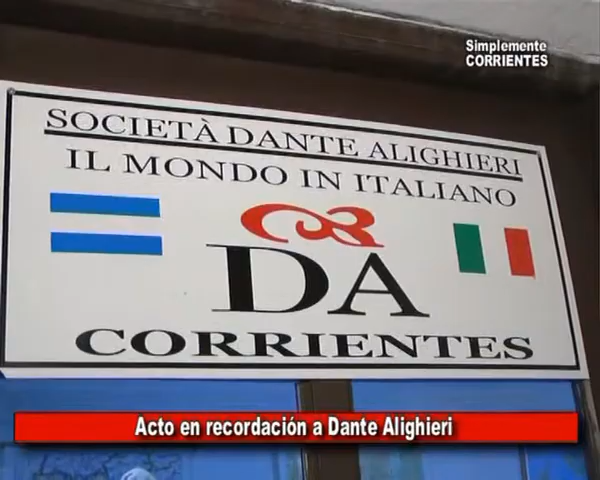 Simplemente
CORRIENTES
SOCIETÀ DANTE ALIGHIERI
IL MONDO IN ITALIANO
DA
CORRIENTES
Acto en recordación a Dante Alighieri